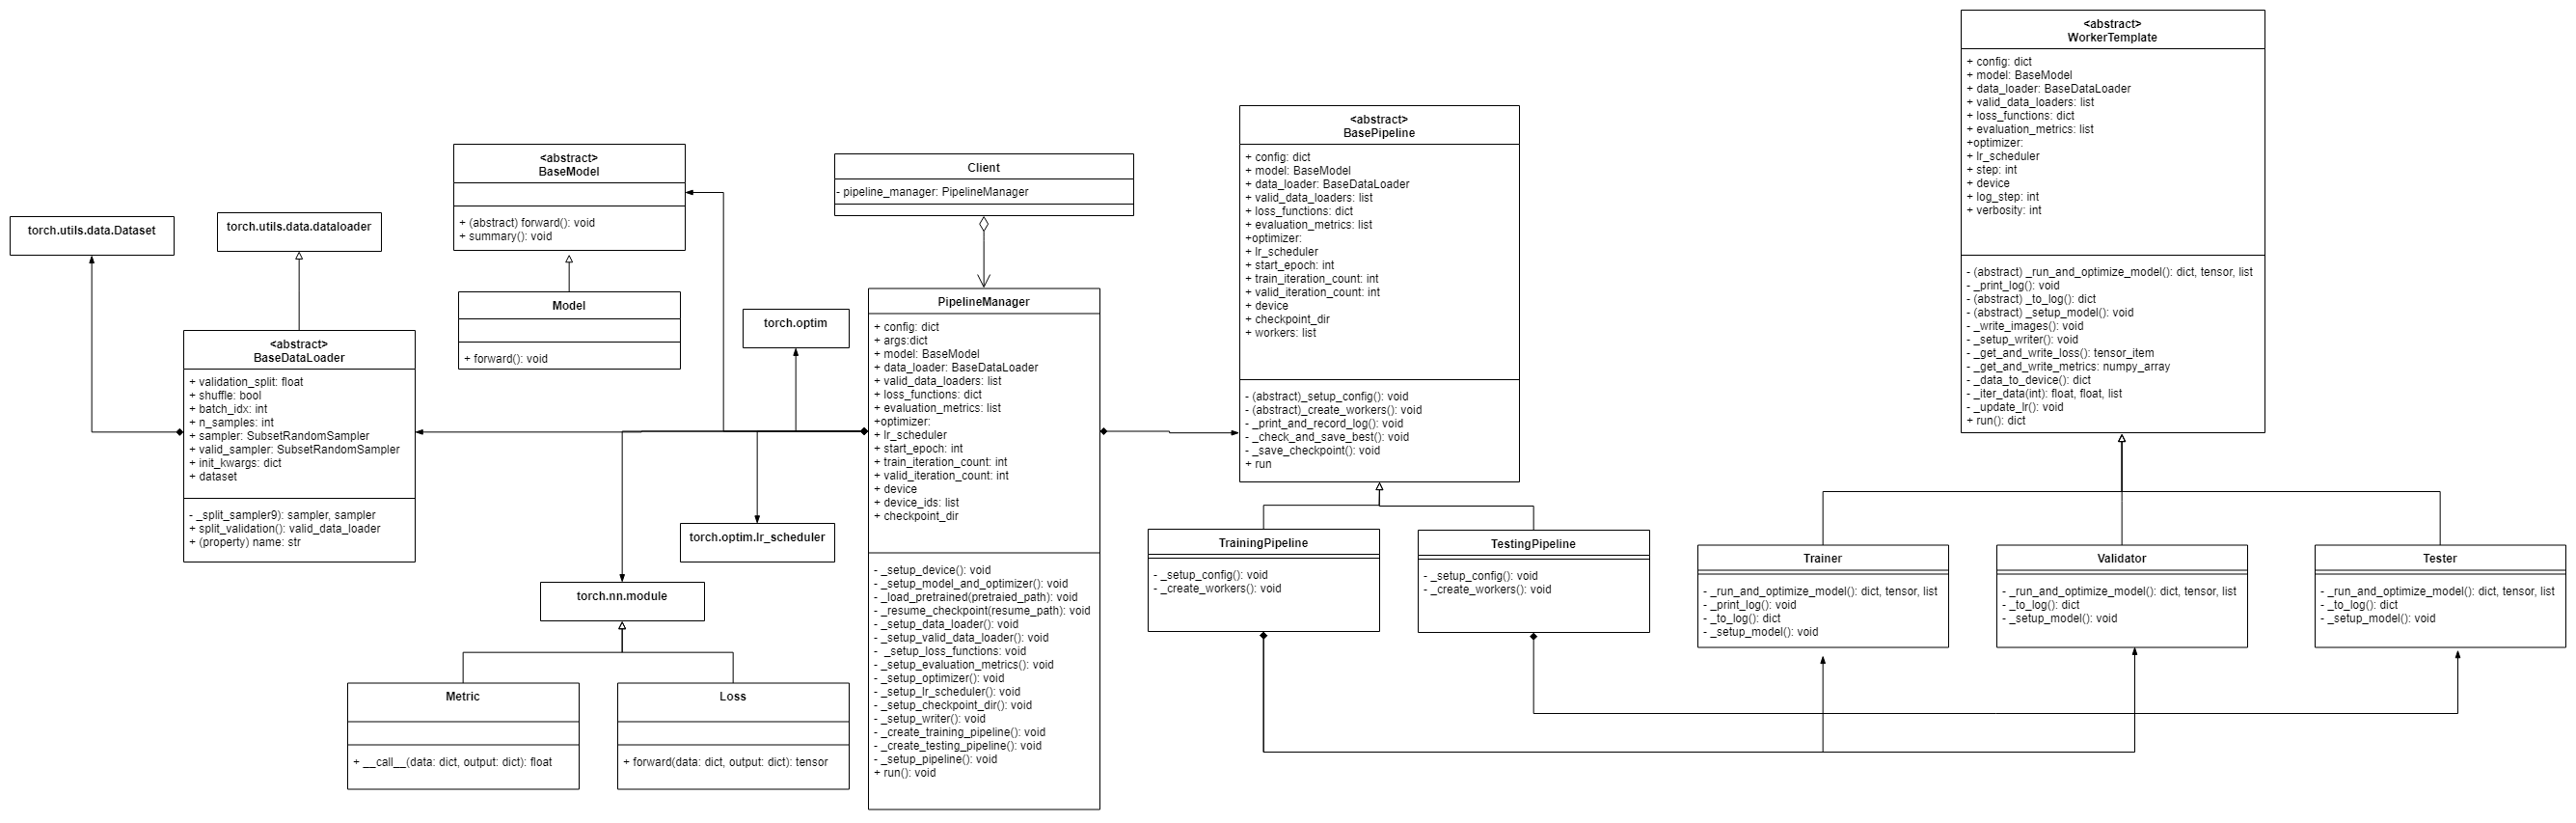 torch.utils.data.Dataset
torch.utils.data.dataloader
<abstract>
BaseDataLoader
+ validation_split: float
+ shuffle: bool
+ batch_idx: int
+ n_samples: int
+ sampler: SubsetRandomSampler
+ valid_sampler: SubsetRandomSampler
+ init_kwargs: dict
+ dataset
- _split_sampler9): sampler, sampler
+ split_validation(): valid_data_loader
+ (property) name: str
<abstract>
BaseModel
+ (abstract) forward(): void
+ summary(): void
Model
+ forward(): void
torch.optim
torch.optim.lr_scheduler
torch.nn.module
Metric
+ __call__(data: dict, output: dict): float
Loss
+ forward(data: dict, output: dict): tensor
Client
- pipeline_manager: PipelineManager
PipelineManager
+ config: dict
+ args:dict
+ model: BaseModel
+ data_loader: BaseDataLoader
+ valid_data_loaders: list
+ loss_functions: dict
+ evaluation_metrics: list
+optimizer:
+ lr_scheduler
+ start_epoch: int
+ train_iteration_count: int
+ valid_iteration_count: int
+ device
+ device_ids: list
+ checkpoint_dir
- _setup_device(): void
- _setup_model_and_optimizer(): void
- _load_pretrained(pretraied_path): void
- _resume_checkpoint(resume_path): void
- _setup_data_loader(): void
- _setup_valid_data_loader(): void
- _setup_loss_functions: void
- _setup_evaluation_metrics(): void
- _setup_optimizer(): void
- _setup_lr_scheduler(): void
- _setup_checkpoint_dir(): void
- _setup_writer(): void
- _create_training_pipeline(): void
- _create_testing_pipeline(): void
- _setup_pipeline(): void
+ run(): void
<abstract>
BasePipeline
+ config: dict
+ model: BaseModel
+ data_loader: BaseDataLoader
+ valid_data_loaders: list
+ loss_functions: dict
+ evaluation_metrics: list
+optimizer:
+ lr_scheduler
+ start_epoch: int
+ train_iteration_count: int
+ valid_iteration_count: int
+ device
+ checkpoint_dir
+ workers: list
- (abstract)_setup_config(): void
- (abstract)_create_workers(): void
- _print_and_record_log(): void
- _check_and_save_best(): void
- _save_checkpoint(): void
+ run
TrainingPipeline
- _setup_config(): void
- _create_workers(): void
TestingPipeline
- _setup_config(): void
- _create_workers(): void
<abstract>
WorkerTemplate
+ config: dict
+ model: BaseModel
+ data_loader: BaseDataLoader
+ valid_data_loaders: list
+ loss_functions: dict
+ evaluation_metrics: list
+optimizer:
+ lr_scheduler
+ step: int
+ device
+ log_step: int
+ verbosity: int
- (abstract) _run_and_optimize_model(): dict, tensor, list
- _print_log(): void
- (abstract) _to_log(): dict
- (abstract) _setup_model(): void
- _write_images(): void
- _setup_writer(): void
- _get_and_write_loss(): tensor_item
- _get_and_write_metrics: numpy_array
- _data_to_device(): dict
- _iter_data(int): float, float, list
- _update_lr(): void
+ run(): dict
Trainer
- _run_and_optimize_model(): dict, tensor, list
- _print_log(): void
- _to_log(): dict
- _setup_model(): void
Validator
- _run_and_optimize_model(): dict, tensor, list
- _to_log(): dict
- _setup_model(): void
Tester
- _run_and_optimize_model(): dict, tensor, list
- _to_log(): dict
- _setup_model(): void